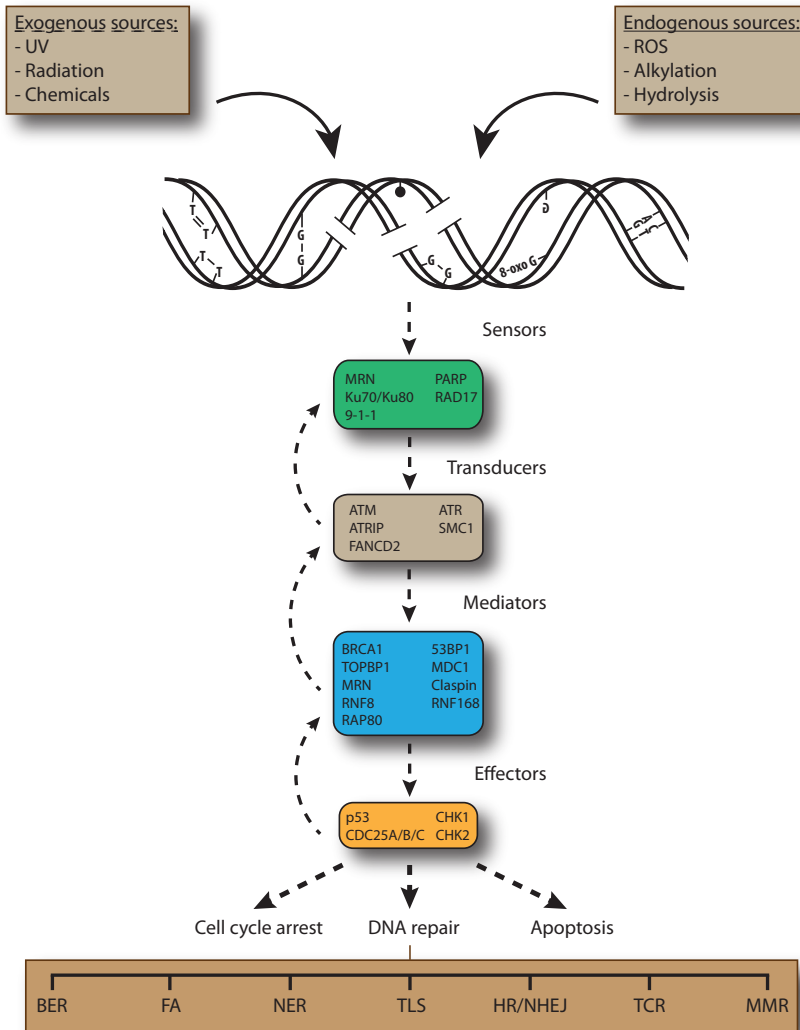 Exogenous sources:
- UV
- Radiation
- Chemicals
Endogenous sources:
- ROS
- Alkylation
- Hydrolysis
T
T
T
T
G
G
G
G
8-oxo G
G
A C
G T
Sensors
MRN PARP
Ku70/Ku80 RAD17
9-1-1
Transducers
ATM ATR
ATRIP SMC1
FANCD2
Mediators
BRCA1 53BP1
TOPBP1 MDC1
MRN Claspin
RNF8 RNF168
RAP80
Effectors
p53 CHK1
CDC25A/B/C CHK2
Cell cycle arrest DNA repair Apoptosis
BER FA NER TLS HR/NHEJ TCR MMR